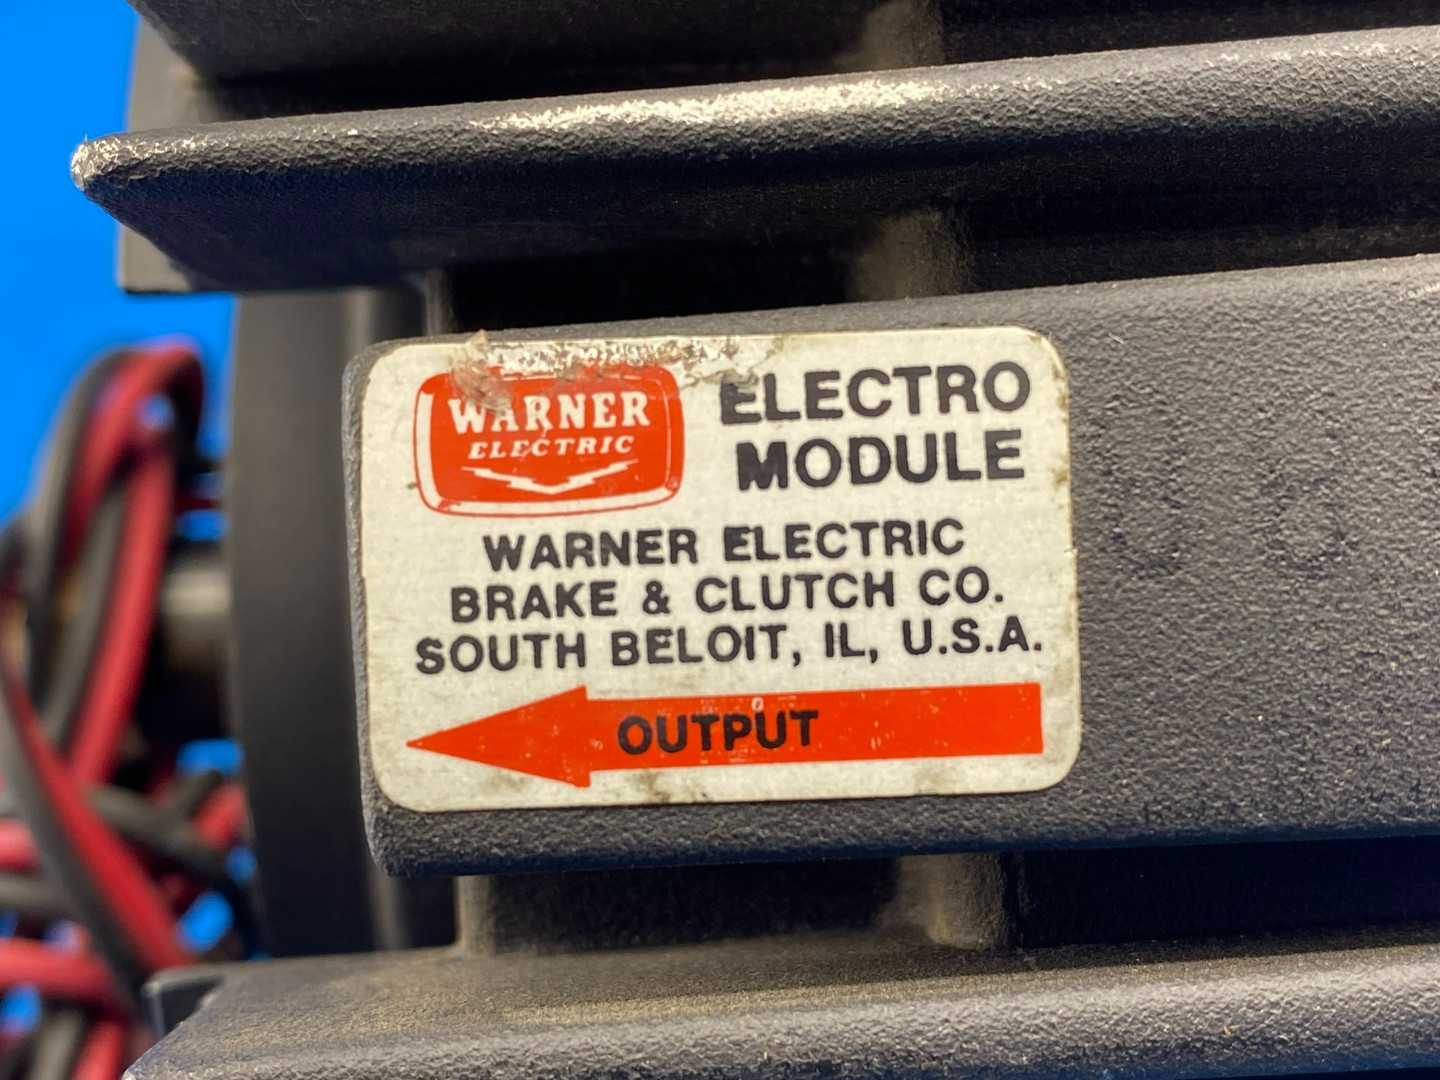 WARNER
ELECTRIC
ELECTRO
MODULE
WARNER ELECTRIC
BRAKE & CLUTCH CO.
SOUTH BELOIT, IL, U.S.A.
OUTPUT